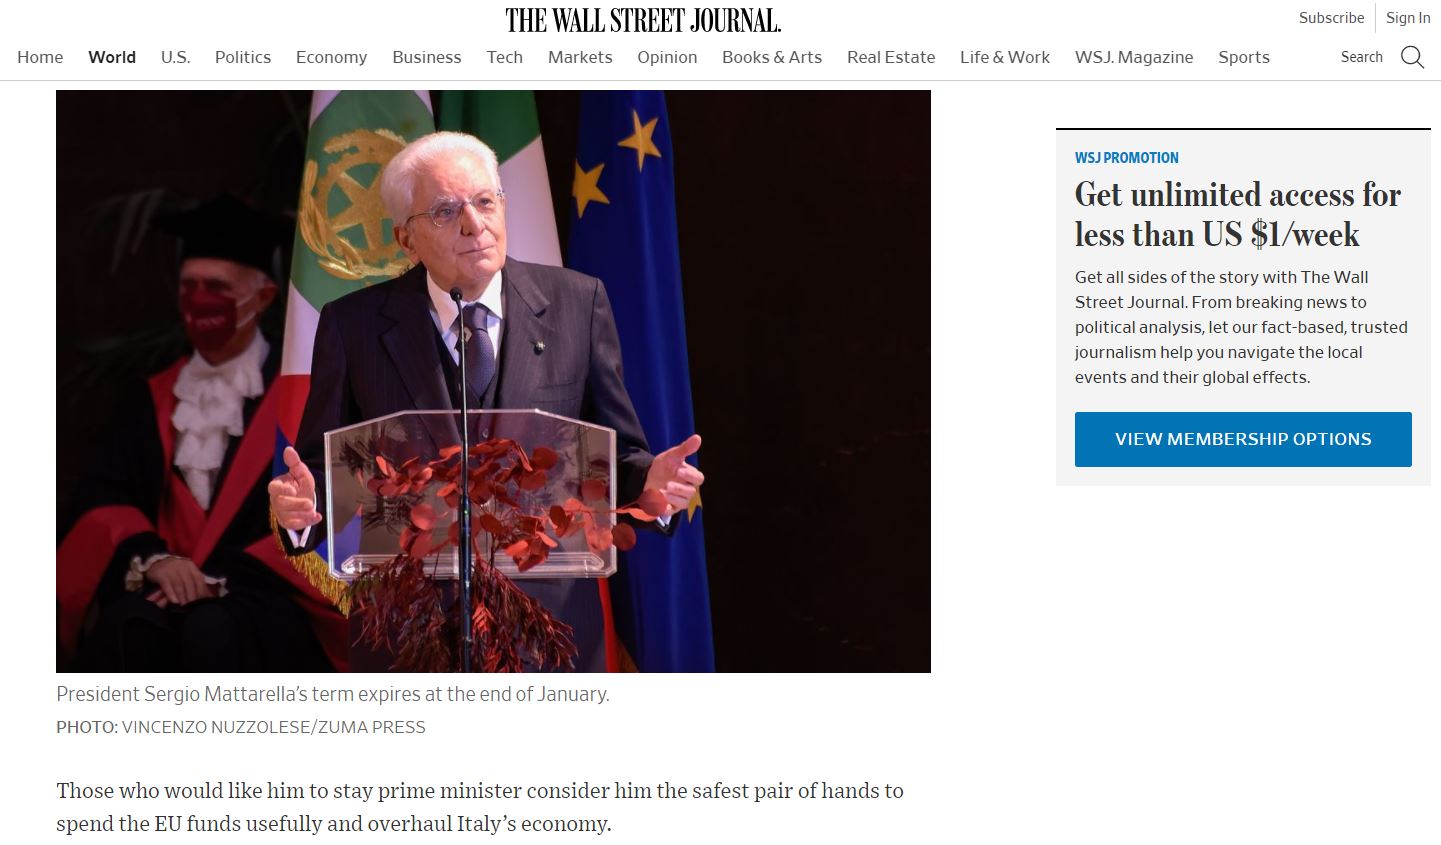 THE WALL STREET JOURNAL.
Subscribe
Sign In
Home World U.S. Politics Economy Business Tech Markets Opinion Books & Arts Real Estate Life & Work WSJ. Magazine Sports
Search
WSJ PROMOTION
Get unlimited access for
less than US $1/week
Get all sides of the story with The Wall
Street Journal. From breaking news to
political analysis, let our fact-based, trusted
journalism help you navigate the local
events and their global effects.
VIEW MEMBERSHIP OPTIONS
President Sergio Mattarella’s term expires at the end of January.
PHOTO: VINCENZO NUZZOLESE/ZUMA PRESS
Those who would like him to stay prime minister consider him the safest pair of hands to
spend the EU funds usefully and overhaul Italy’s economy.